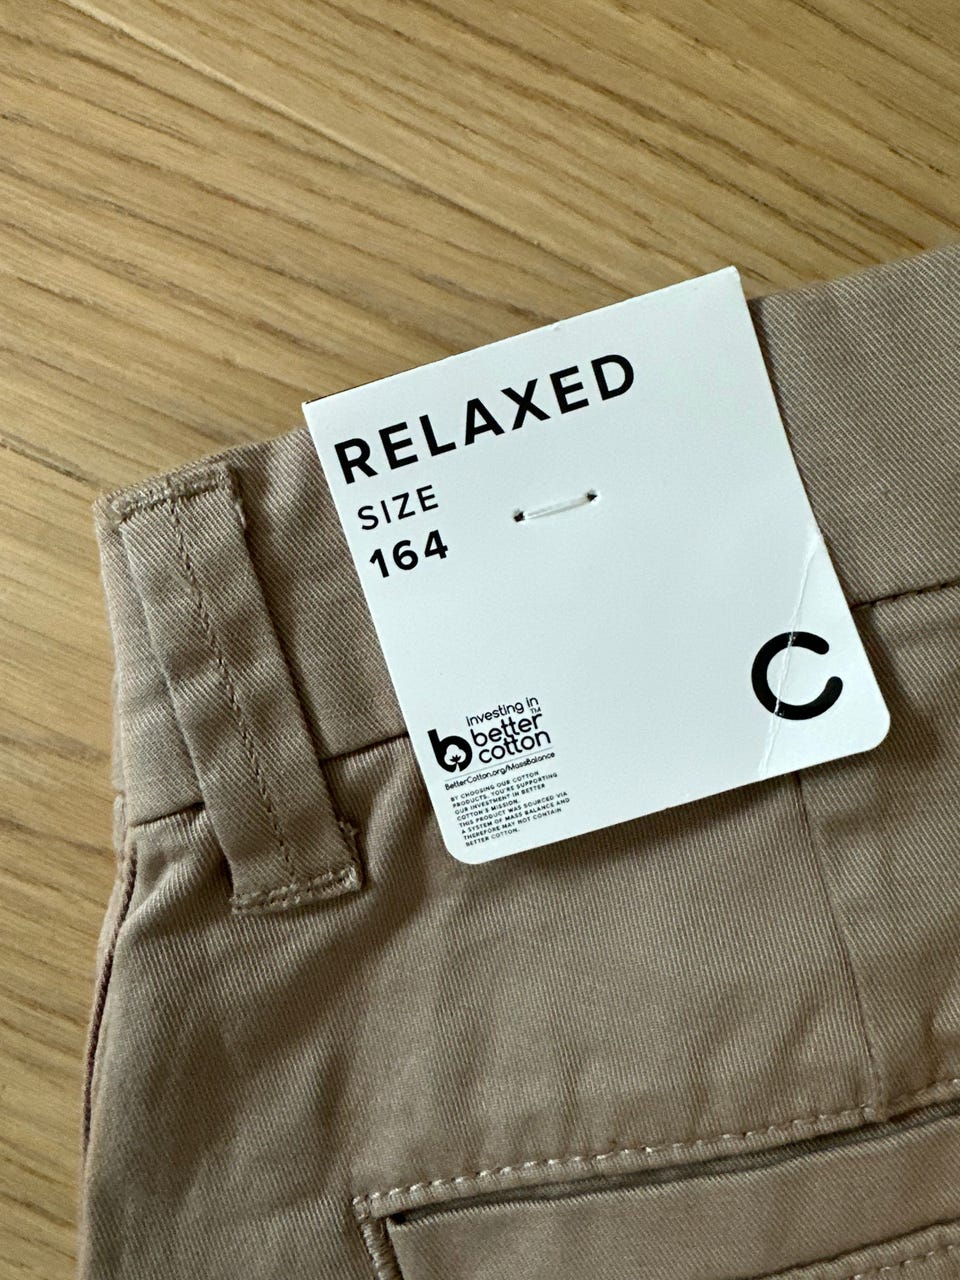 RELAXED
SIZE
164
C
investing in
better™
cotton
BetterCotton.org/MassBalance
BY CHOOSING OUR COTTON
PRODUCTS, YOU'RE SUPPORTING
OUR INVESTMENT IN BETTER
COTTON'S MISSION.
THIS PRODUCT WAS SOURCED VIA
A SYSTEM OF MASS BALANCE AND
THEREFORE MAY NOT CONTAIN
BETTER COTTON.